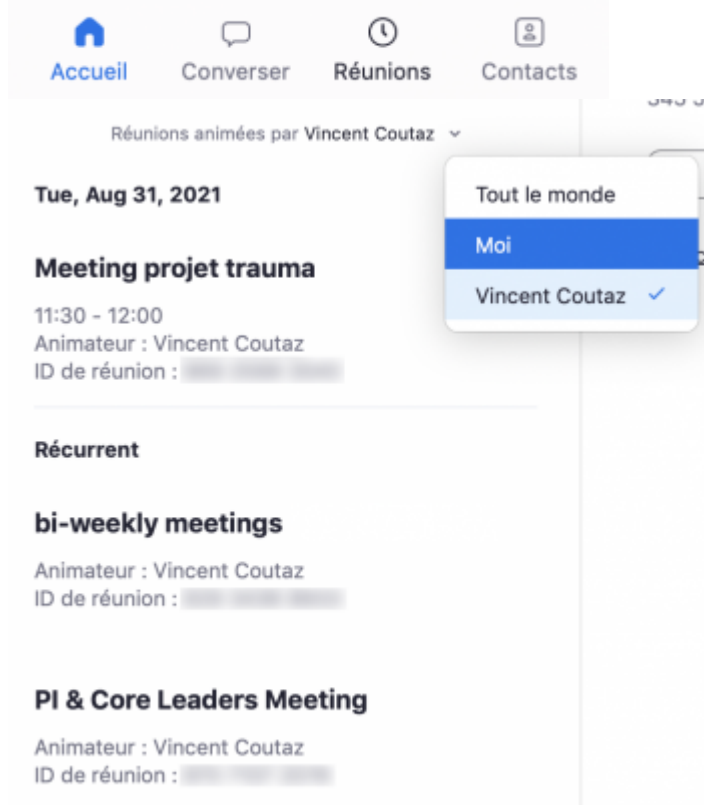 Accueil
Converser
Réunions
Contacts
Réunions animées par Vincent Coutaz
Tout le monde
Moi
Vincent Coutaz
Tue, Aug 31, 2021
Meeting projet trauma
11:30 - 12:00
Animateur : Vincent Coutaz
ID de réunion :
Récurrent
bi-weekly meetings
Animateur : Vincent Coutaz
ID de réunion :
PI & Core Leaders Meeting
Animateur : Vincent Coutaz
ID de réunion :